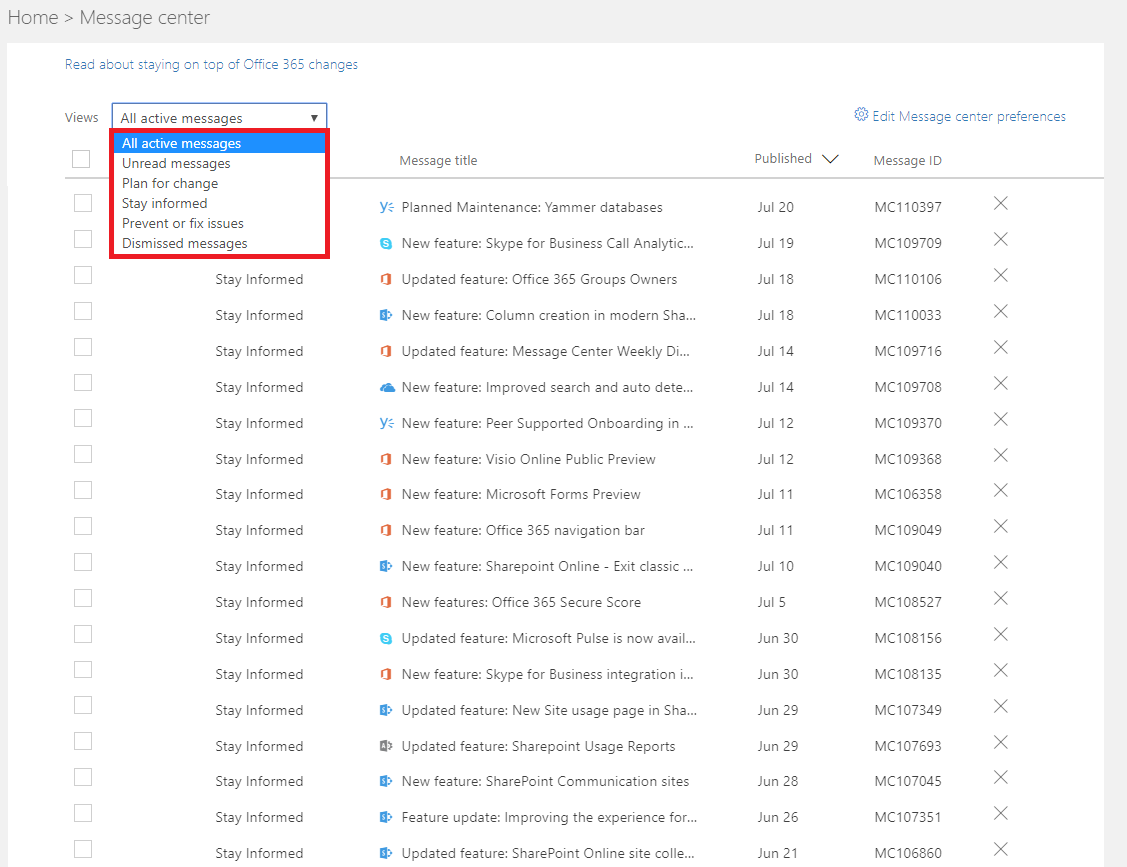 Home > Message center
Read about staying on top of Office 365 changes
Views All active messages Edit Message center preferences
All active messages
Unread messages
Plan for change
Stay informed
Prevent or fix issues
Dismissed messages
Message title Published Message ID
Planned Maintenance: Yammer databases Jul 20 MC110397
New feature: Skype for Business Call Analytic... Jul 19 MC109709
Stay Informed Updated feature: Office 365 Groups Owners Jul 18 MC110106
Stay Informed New feature: Column creation in modern Sha... Jul 18 MC110033
Stay Informed Updated feature: Message Center Weekly Di... Jul 14 MC109716
Stay Informed New feature: Improved search and auto dete... Jul 14 MC109708
Stay Informed New feature: Peer Supported Onboarding in ... Jul 12 MC109370
Stay Informed New feature: Visio Online Public Preview Jul 12 MC109368
Stay Informed New feature: Microsoft Forms Preview Jul 11 MC106358
Stay Informed New feature: Office 365 navigation bar Jul 11 MC109049
Stay Informed New feature: Sharepoint Online - Exit classic ... Jul 10 MC109040
Stay Informed New features: Office 365 Secure Score Jul 5 MC108527
Stay Informed Updated feature: Microsoft Pulse is now avail... Jun 30 MC108156
Stay Informed New feature: Skype for Business integration i... Jun 30 MC108135
Stay Informed Updated feature: New Site usage page in Sha... Jun 29 MC107349
Stay Informed Updated feature: Sharepoint Usage Reports Jun 29 MC107693
Stay Informed New feature: SharePoint Communication sites Jun 28 MC107045
Stay Informed Feature update: Improving the experience for... Jun 26 MC107351
Stay Informed Updated feature: SharePoint Online site colle... Jun 21 MC106860